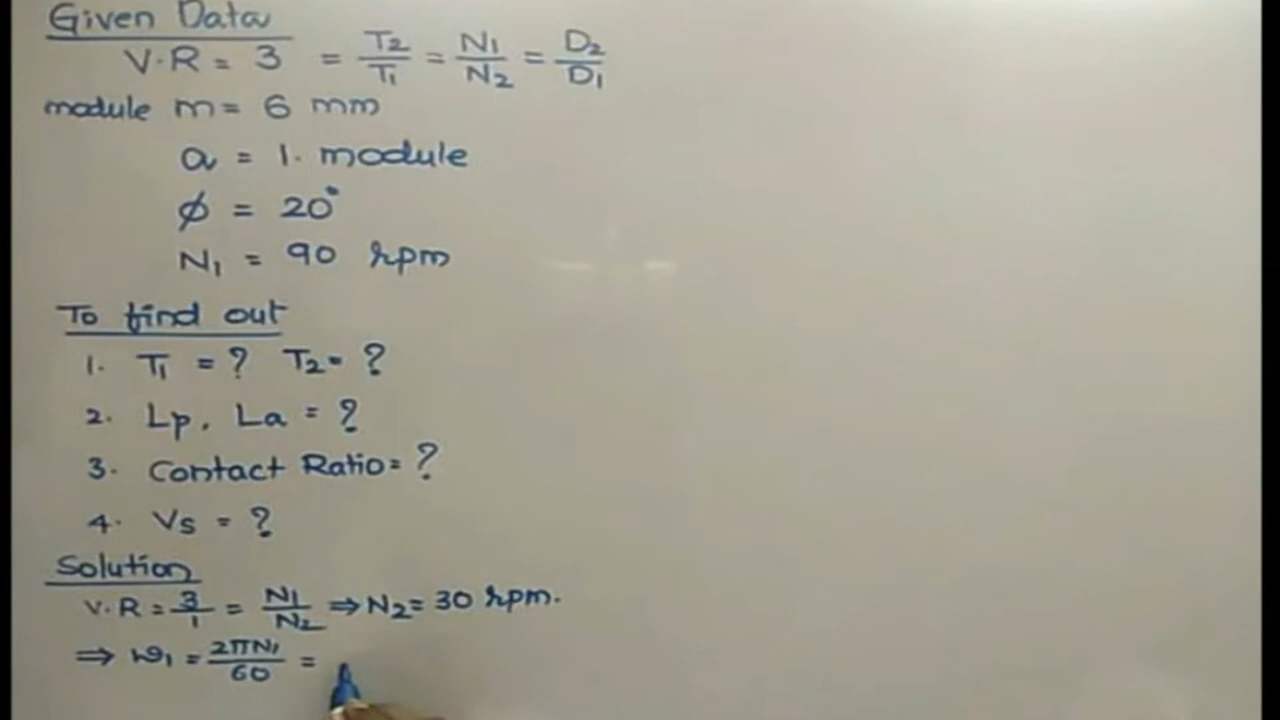 Given Data
V.R = 3 = T2/T1 = N1/N2 = D2/D1
module m = 6 mm
a = 1. module
ϕ = 20°
N1 = 90 rpm
To find out
1. T1 = ? T2 = ?
2. Lp, La = ?
3. Contact Ratio = ?
4. Vs = ?
Solution
V.R = 3/1 = N1/N2 ⇒ N2 = 30 rpm.
⇒ ω1 = 2πN1/60 =